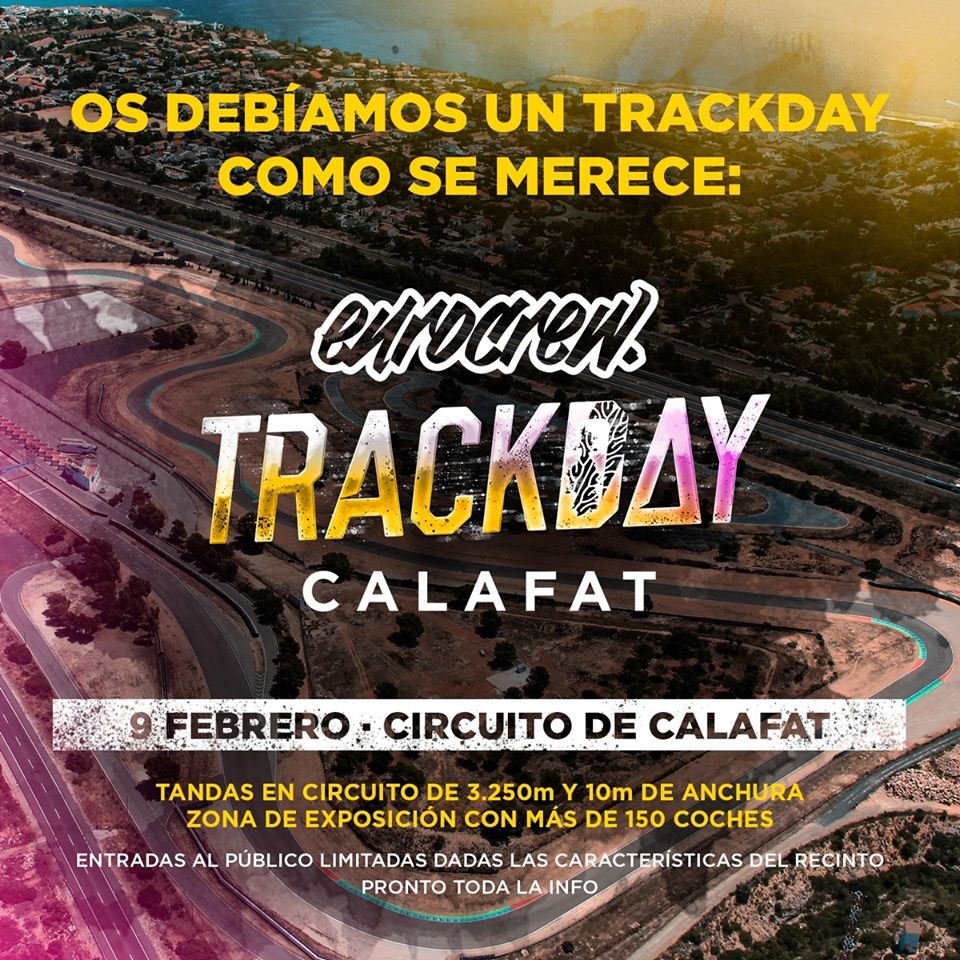 OS DEBÍAMOS UN TRACKDAY
COMO SE MERECE:
eurocrew.
TRACKDAY
CALAFAT
9 FEBRERO · CIRCUITO DE CALAFAT
TANDAS EN CIRCUITO DE 3.250m Y 10m DE ANCHURA
ZONA DE EXPOSICIÓN CON MÁS DE 150 COCHES
ENTRADAS AL PÚBLICO LIMITADAS DADAS LAS CARACTERÍSTICAS DEL RECINTO
PRONTO TODA LA INFO